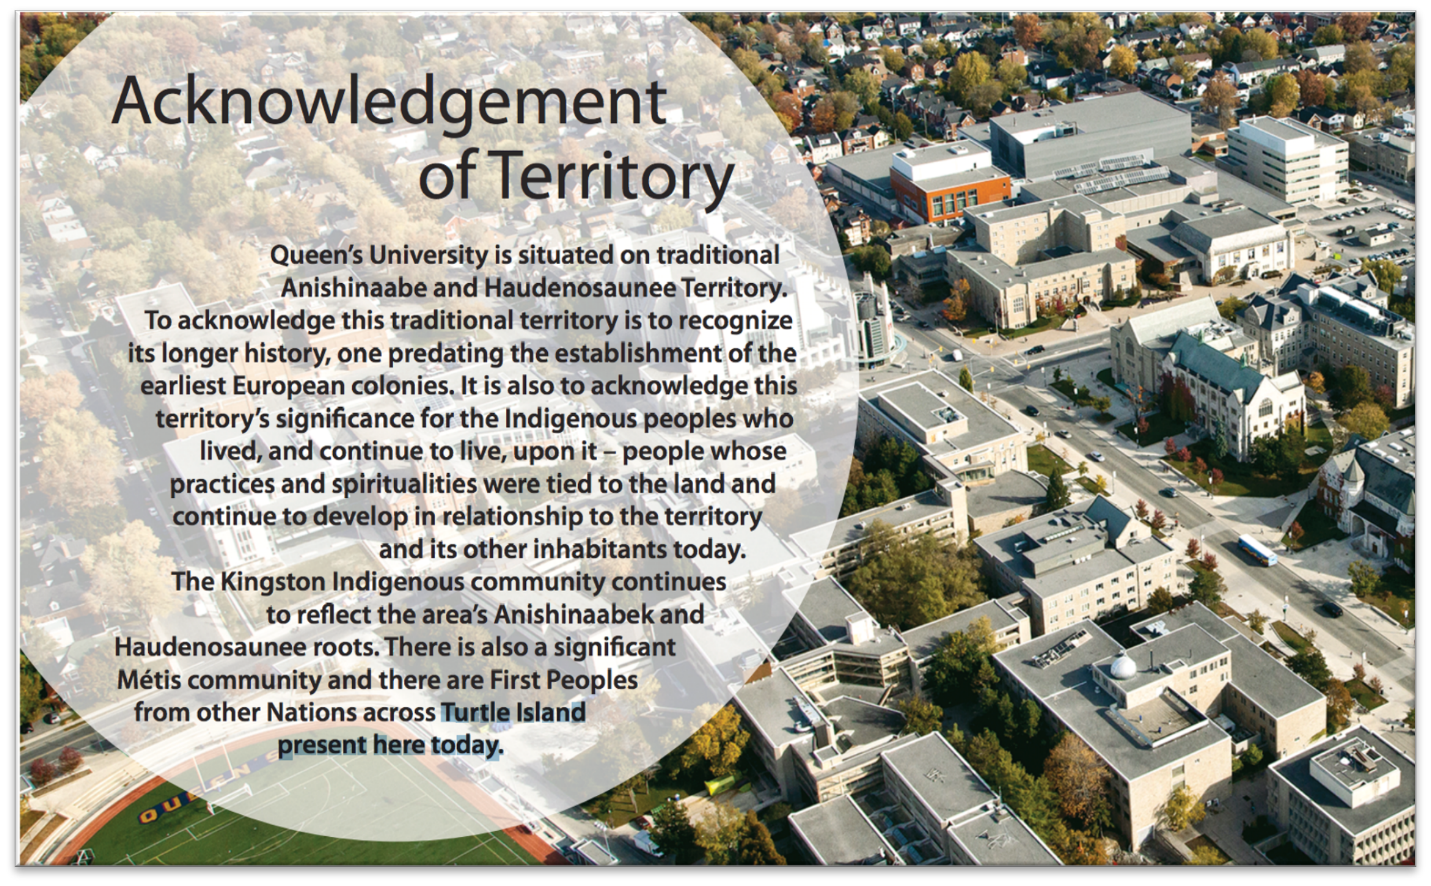 Acknowledgement
of Territory
Queen’s University is situated on traditional
Anishinaabe and Haudenosaunee Territory.
To acknowledge this traditional territory is to recognize
its longer history, one predating the establishment of the
earliest European colonies. It is also to acknowledge this
territory’s significance for the Indigenous peoples who
lived, and continue to live, upon it – people whose
practices and spiritualities were tied to the land and
continue to develop in relationship to the territory
and its other inhabitants today.
The Kingston Indigenous community continues
to reflect the area’s Anishinaabek and
Haudenosaunee roots. There is also a significant
Métis community and there are First Peoples
from other Nations across Turtle Island
present here today.
QUEENS